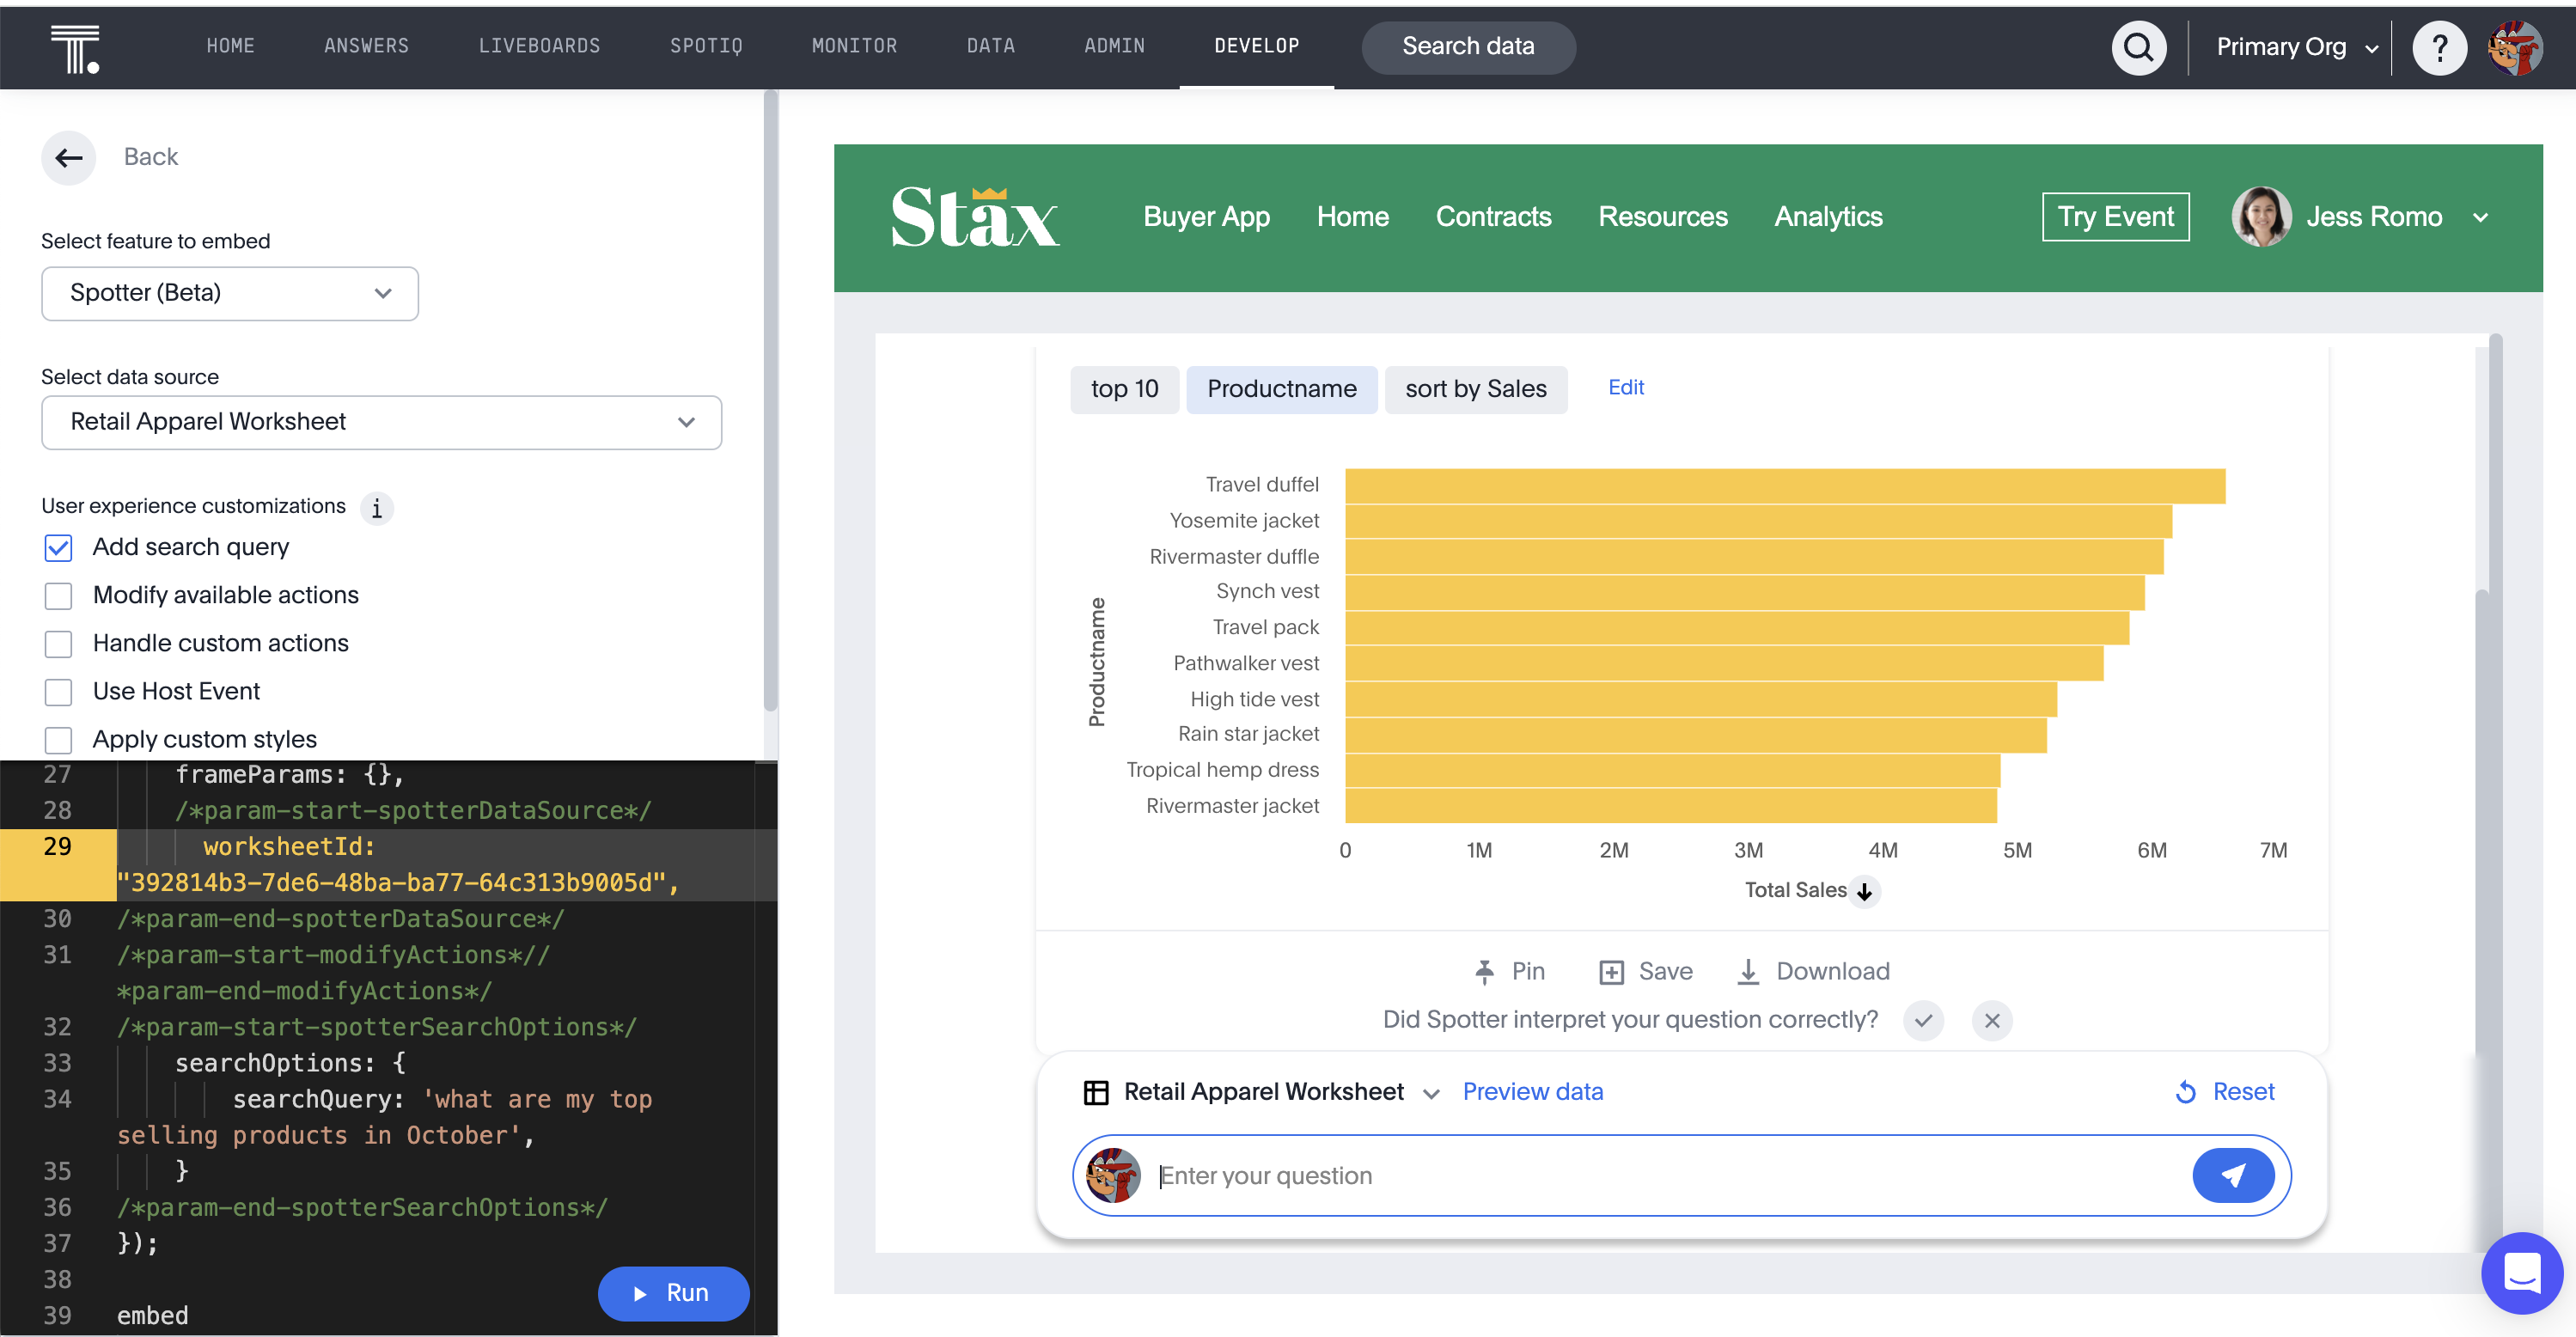 T.
HOME ANSWERS LIVEBOARDS SPOTIQ MONITOR DATA ADMIN DEVELOP Search data Primary Org ?
Back
Select feature to embed
Spotter (Beta)
Select data source
Retail Apparel Worksheet
User experience customizations i
Add search query
Modify available actions
Handle custom actions
Use Host Event
Apply custom styles
27 frameParams: {},
28 /*param-start-spotterDataSource*/
29 worksheetId:
"392814b3-7de6-48ba-ba77-64c313b9005d",
30 /*param-end-spotterDataSource*/
31 /*param-start-modifyActions*//
*param-end-modifyActions*/
32 /*param-start-spotterSearchOptions*/
33 searchOptions: {
34 searchQuery: 'what are my top
selling products in October',
35 }
36 /*param-end-spotterSearchOptions*/
37 });
38
39 embed
Run
Stax Buyer App Home Contracts Resources Analytics Try Event Jess Romo
top 10 Productname sort by Sales Edit
Productname
Travel duffel
Yosemite jacket
Rivermaster duffle
Synch vest
Travel pack
Pathwalker vest
High tide vest
Rain star jacket
Tropical hemp dress
Rivermaster jacket
0 1M 2M 3M 4M 5M 6M 7M
Total Sales
Pin Save Download
Did Spotter interpret your question correctly?
Retail Apparel Worksheet Preview data Reset
Enter your question